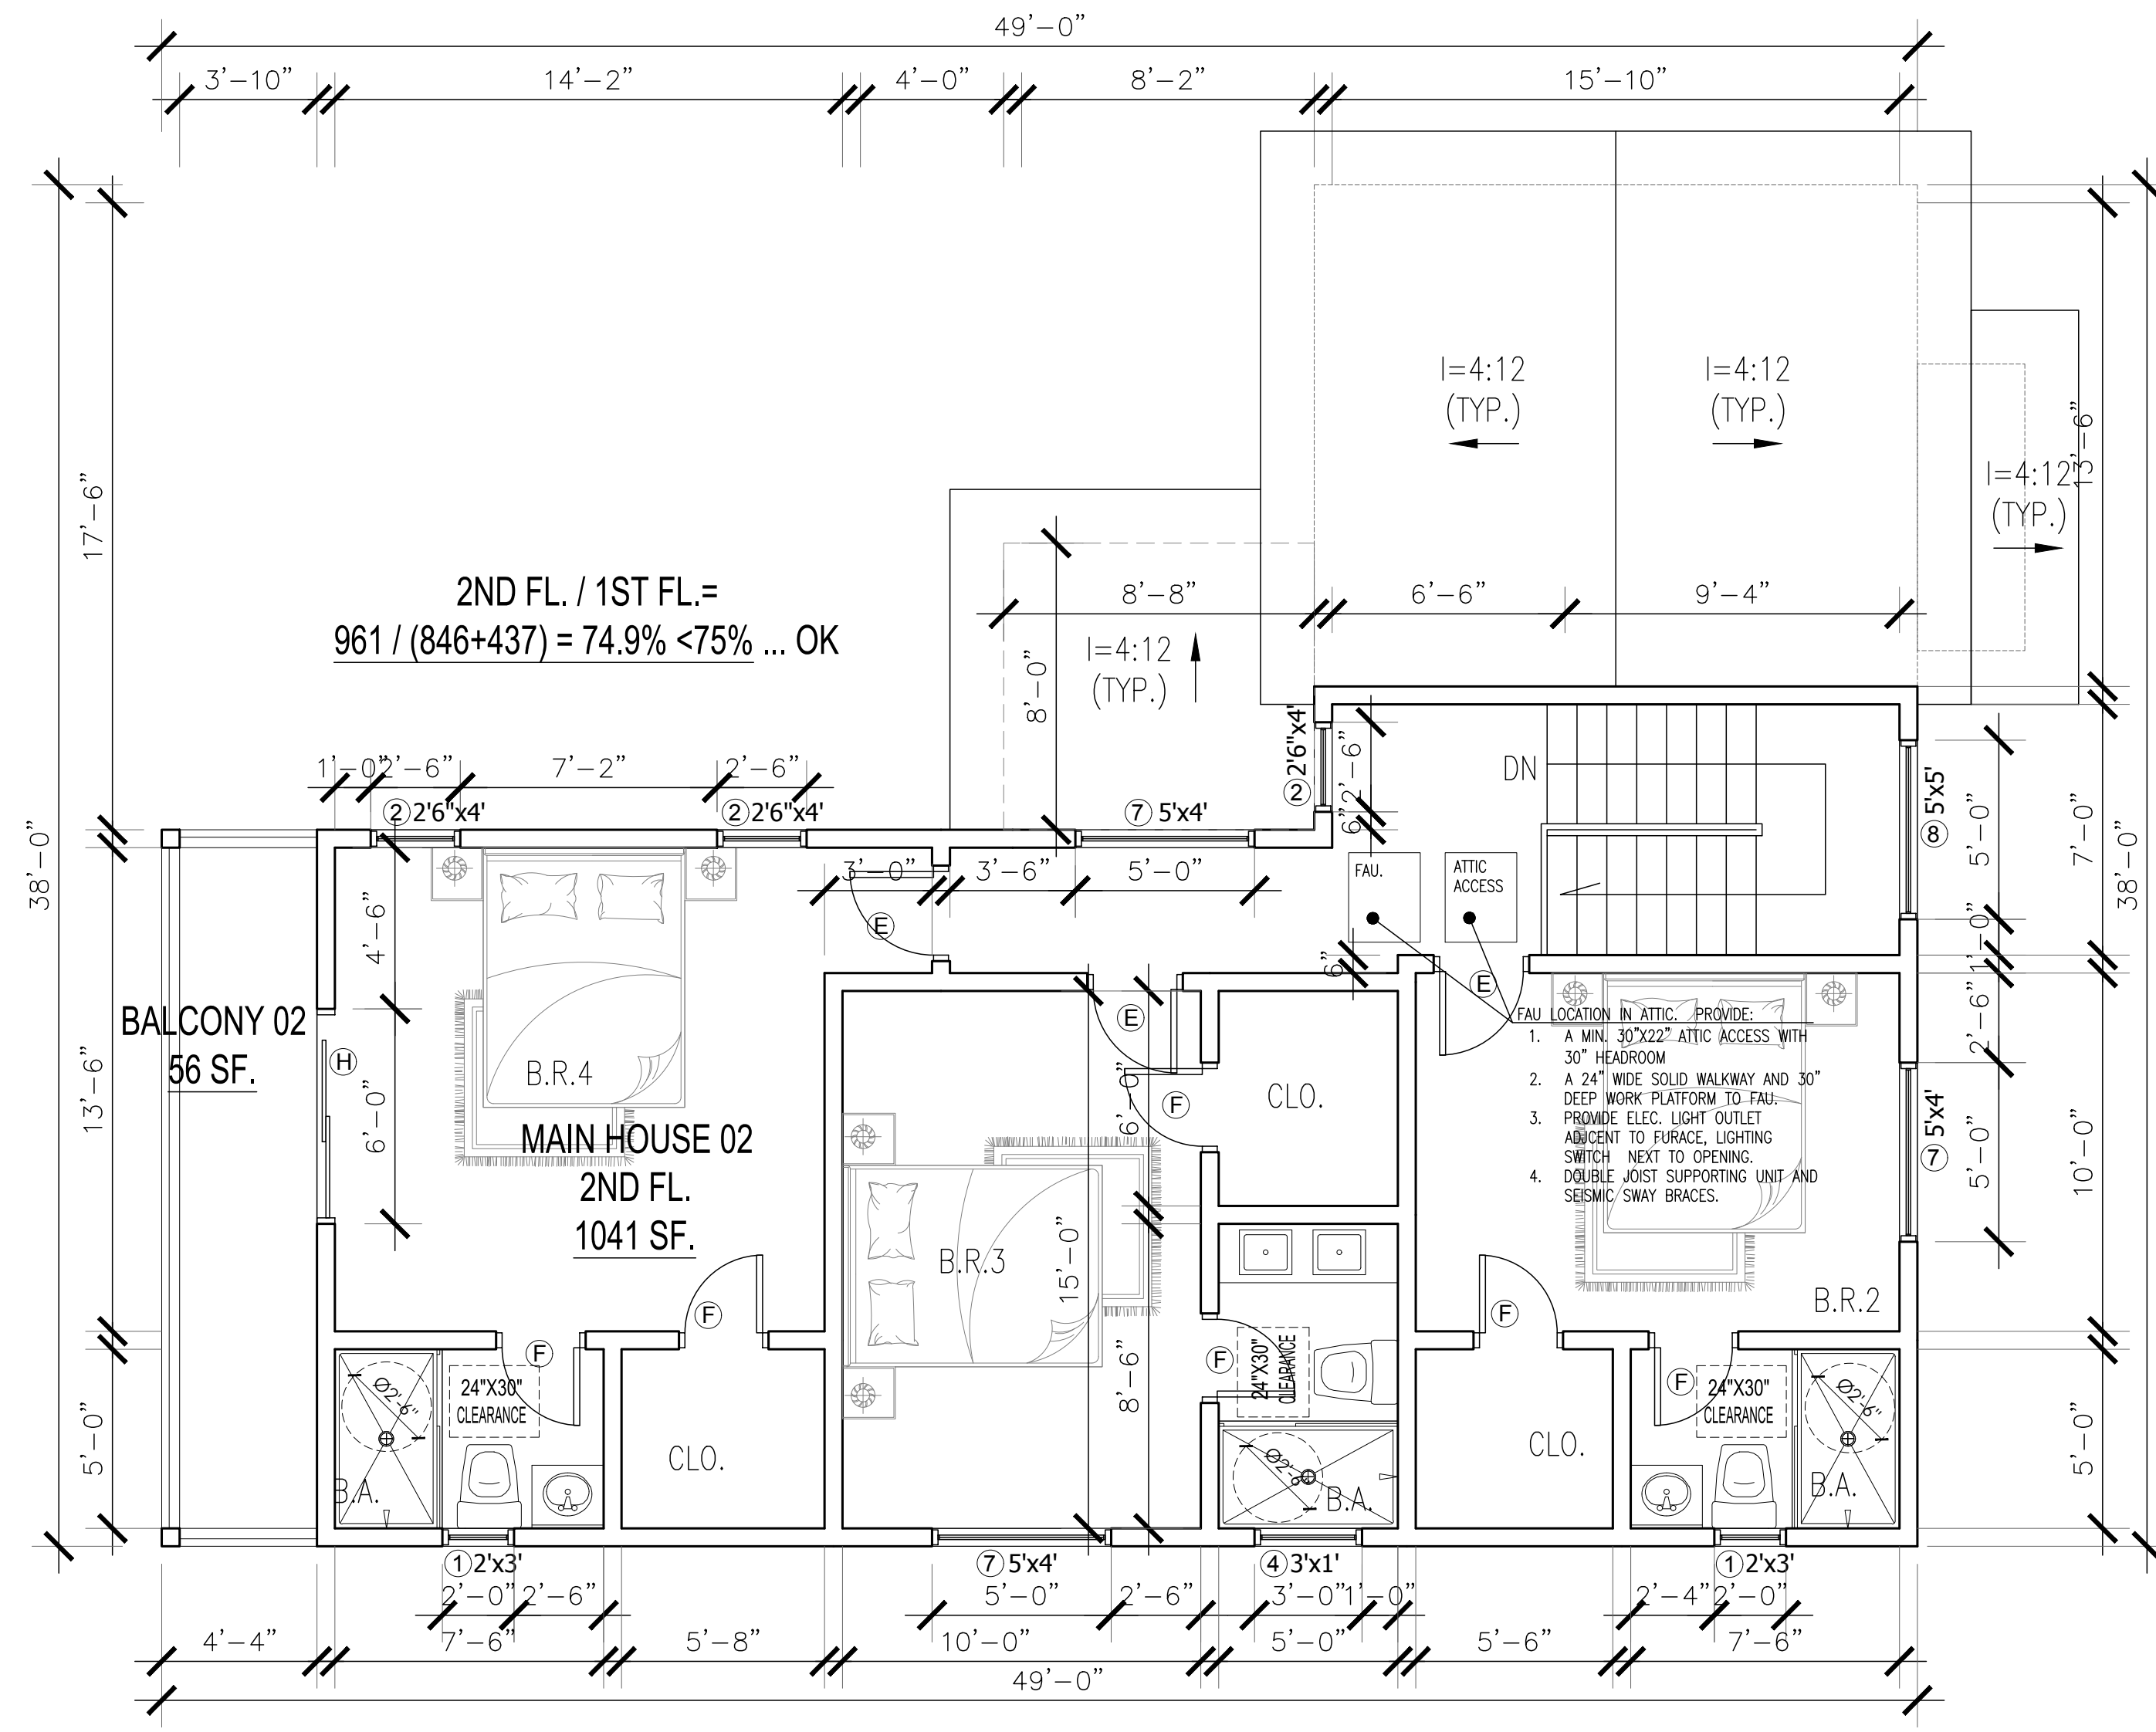 49'-0"
3'-10"
14'-2"
4'-0"
8'-2"
15'-10"
I=4:12
(TYP.)
I=4:12
(TYP.)
I=4:12
(TYP.)
13'-6"
17'-6"
38'-0"
2ND FL. / 1ST FL.=
961 / (846+437) = 74.9% <75% ... OK
8'-8"
6'-6"
9'-4"
8'-0"
I=4:12
(TYP.)
1'-0"
2'-6"
7'-2"
2'-6"
② 2'6"x4'
② 2'6"x4'
⑦ 5'x4'
② 2'6"x4'
2'-6"
6"
DN
⑧ 5'x5'
5'-0"
7'-0"
38'-0"
3'-0"
3'-6"
5'-0"
FAU.
ATTIC
ACCESS
E
4'-6"
6"
1'-0"
2'-6"
E
E
BALCONY 02
56 SF.
H
B.R.4
6'-0"
13'-6"
MAIN HOUSE 02
2ND FL.
1041 SF.
F
6'-0"
CLO.
FAU LOCATION IN ATTIC. PROVIDE:
1. A MIN. 30"X22" ATTIC ACCESS WITH
30" HEADROOM
2. A 24" WIDE SOLID WALKWAY AND 30"
DEEP WORK PLATFORM TO FAU.
3. PROVIDE ELEC. LIGHT OUTLET
ADJCENT TO FURACE, LIGHTING
SWITCH NEXT TO OPENING.
4. DOUBLE JOIST SUPPORTING UNIT AND
SEISMIC SWAY BRACES.
⑦ 5'x4'
5'-0"
10'-0"
B.R.3
15'-0"
B.R.2
F
F
F
F
F
8'-6"
24"X30"
CLEARANCE
24"X30"
CLEARANCE
24"X30"
CLEARANCE
Ø2'-6"
Ø2'-6"
Ø2'-6"
5'-0"
5'-0"
B.A.
CLO.
B.A.
CLO.
B.A.
① 2'x3'
⑦ 5'x4'
④ 3'x1'
① 2'x3'
2'-0"
2'-6"
5'-0"
2'-6"
3'-0"
1'-0"
2'-4"
2'-0"
4'-4"
7'-6"
5'-8"
10'-0"
5'-0"
5'-6"
7'-6"
49'-0"